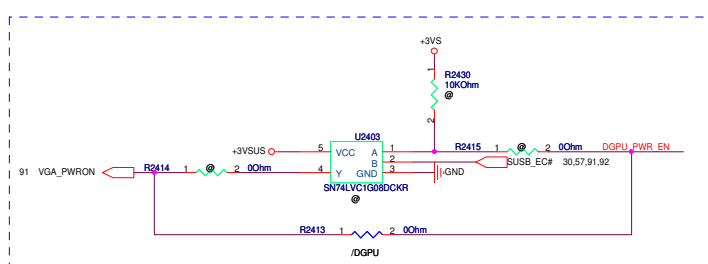 +3VS
1
R2430
10KOhm
@
2
U2403
+3VSUS 5 VCC A 1 R2415 1 @ 2 0Ohm DGPU_PWR_EN
B 2 SUSB_EC# 30,57,91,92
91 VGA_PWRON R2414 1 @ 2 0Ohm 4 Y GND 3 GND
SN74LVC1G08DCKR
@
R2413 1 2 0Ohm
/DGPU